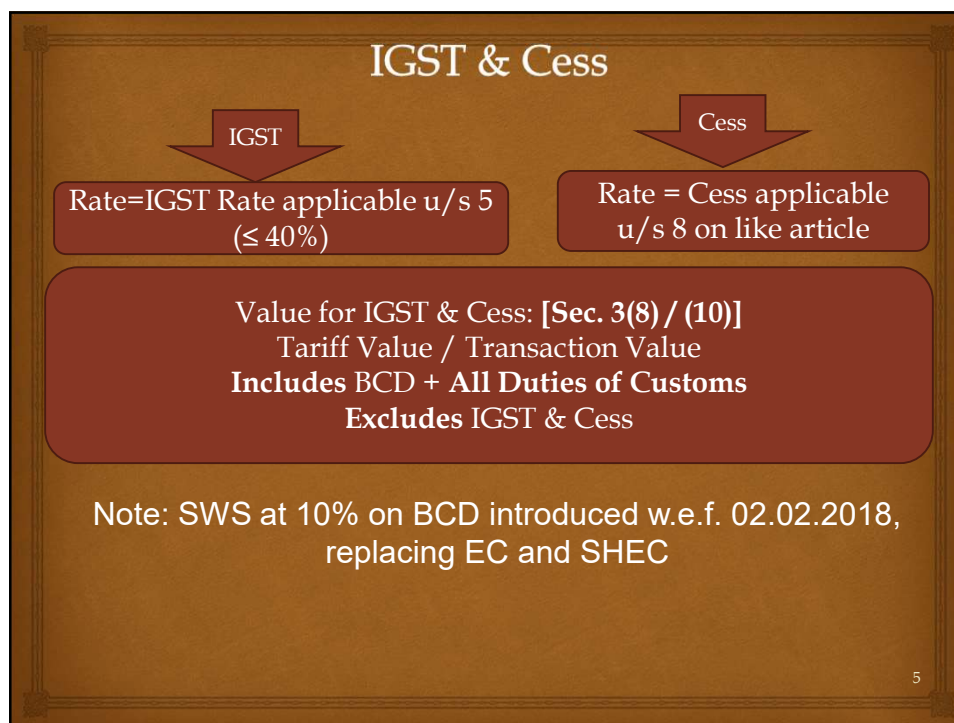 IGST & Cess
IGST
Cess
Rate=IGST Rate applicable u/s 5
(≤ 40%)
Rate = Cess applicable
u/s 8 on like article
Value for IGST & Cess: [Sec. 3(8) / (10)]
Tariff Value / Transaction Value
Includes BCD + All Duties of Customs
Excludes IGST & Cess
Note: SWS at 10% on BCD introduced w.e.f. 02.02.2018,
replacing EC and SHEC
5